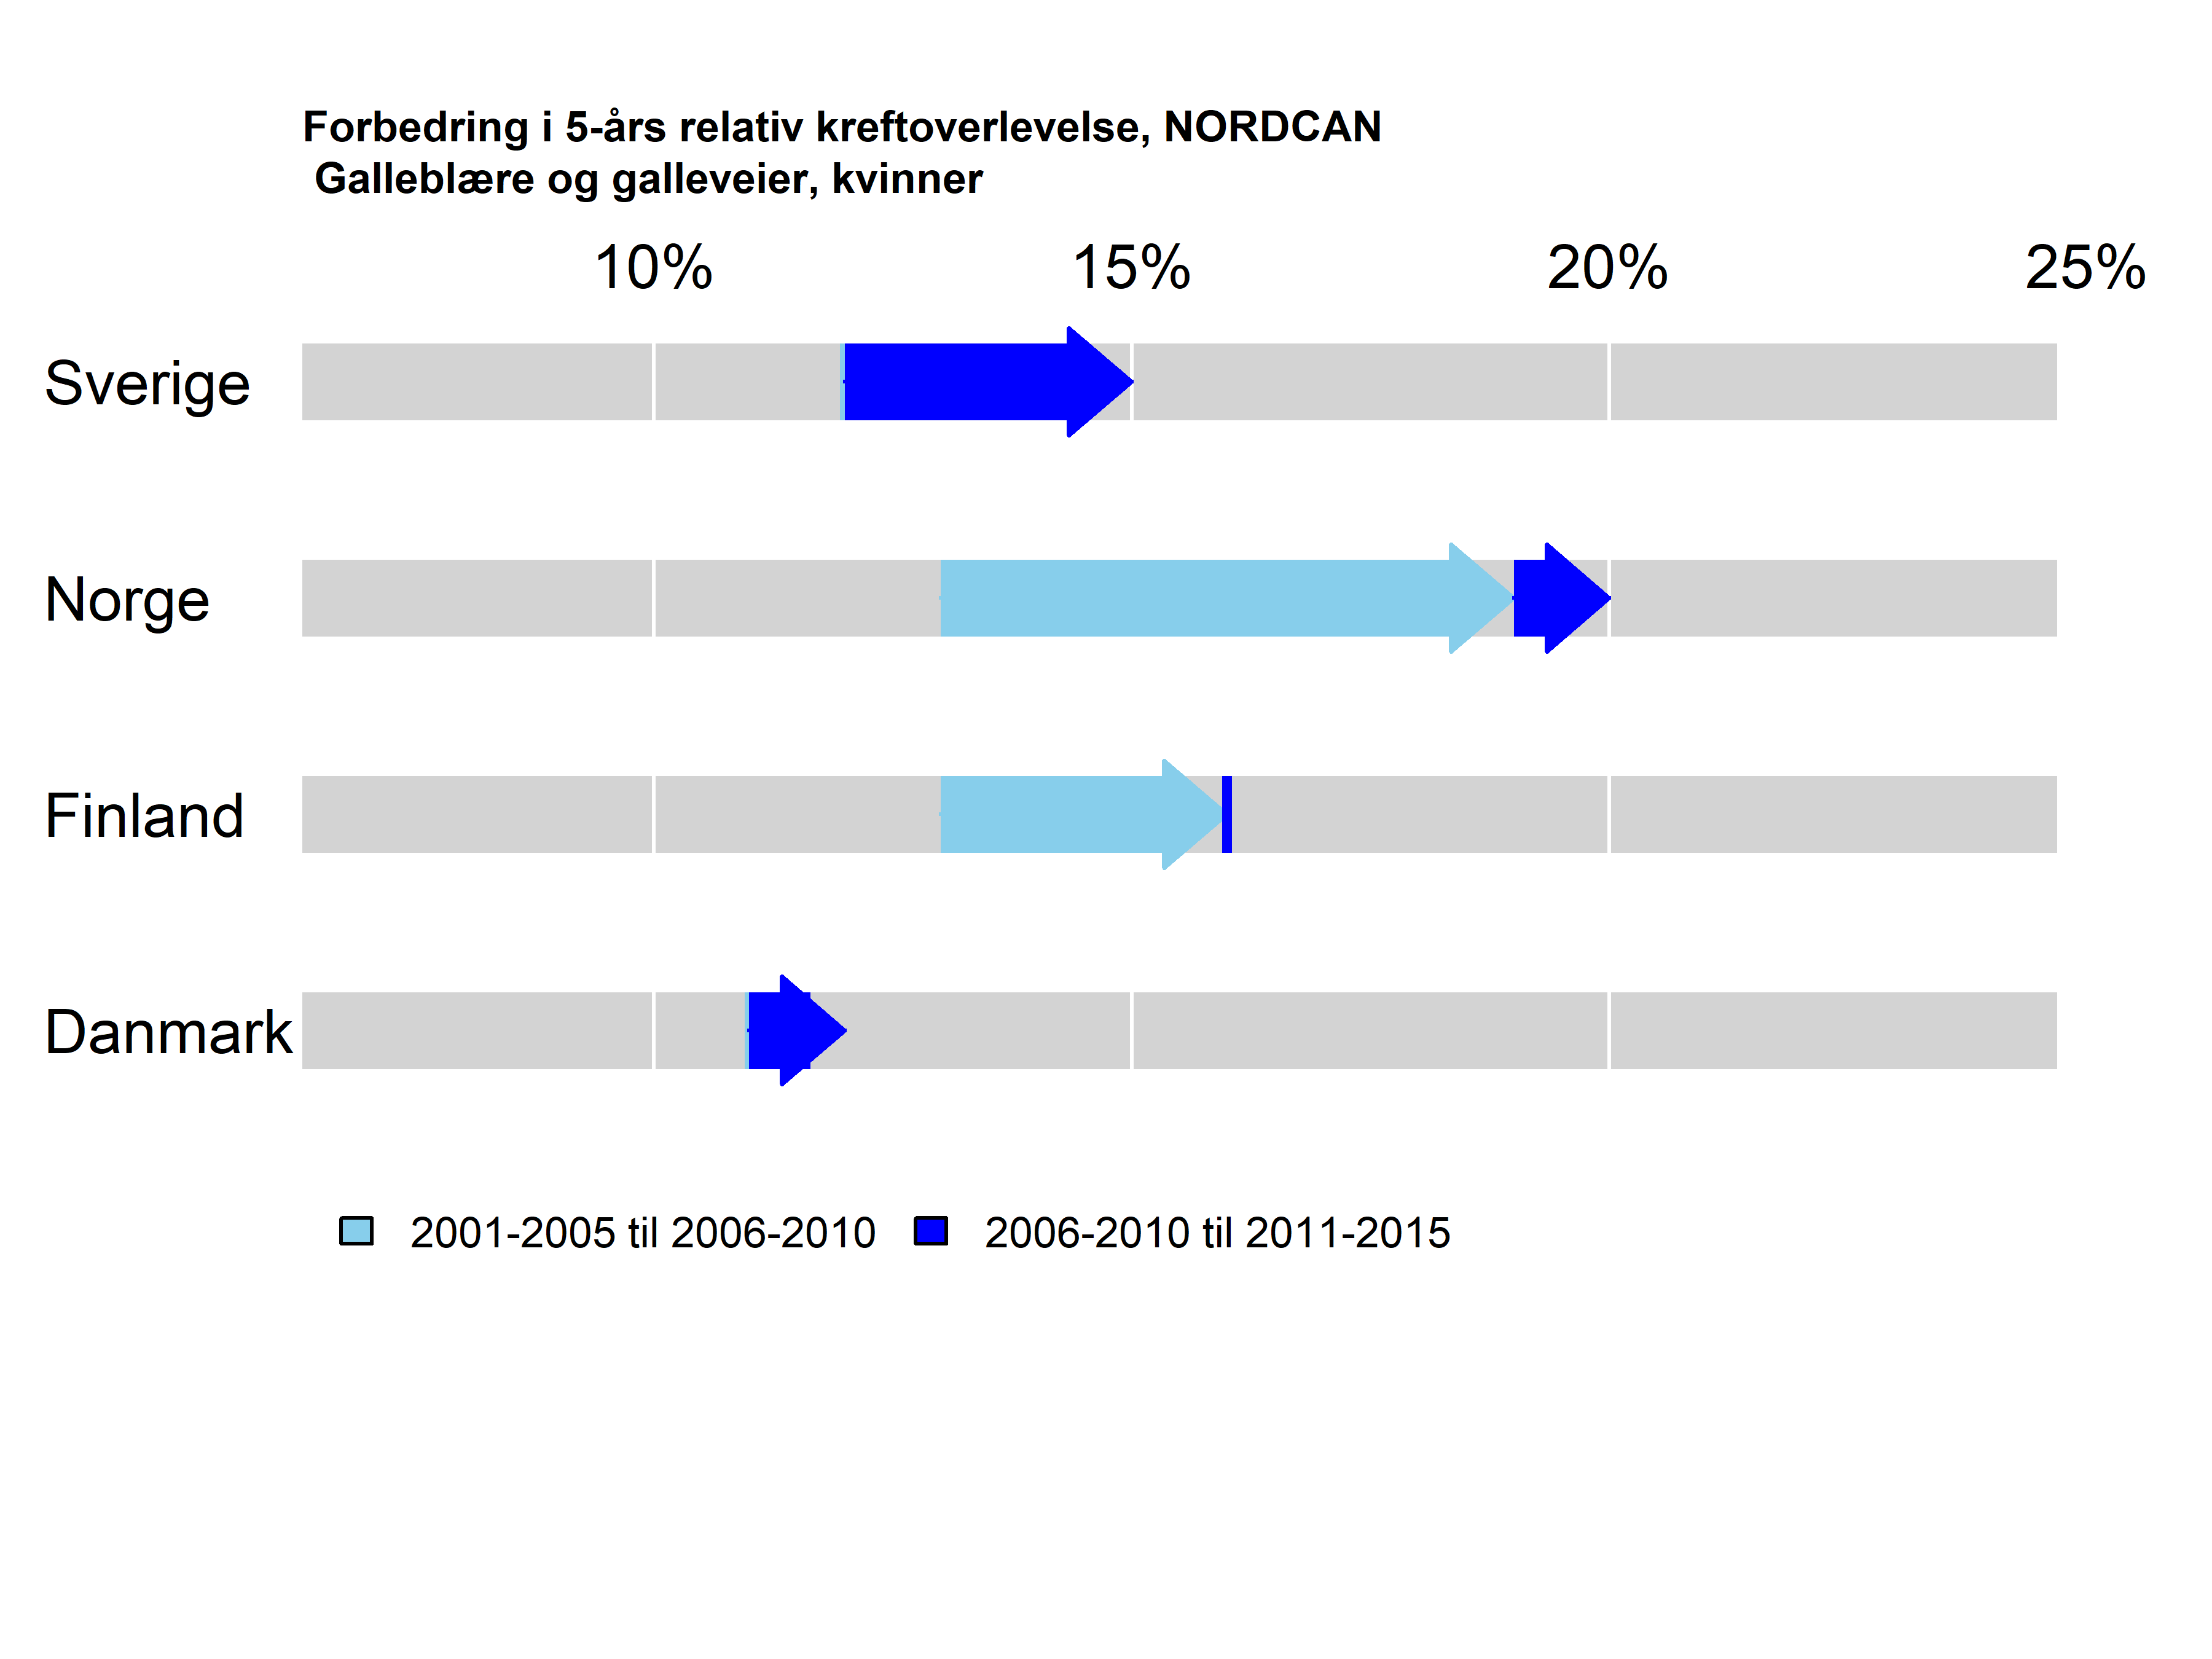 Forbedring i 5-års relativ kreftoverlevelse, NORDCAN
Galleblære og galleveier, kvinner
10% 15% 20% 25%
Sverige
Norge
Finland
Danmark
2001-2005 til 2006-2010 2006-2010 til 2011-2015